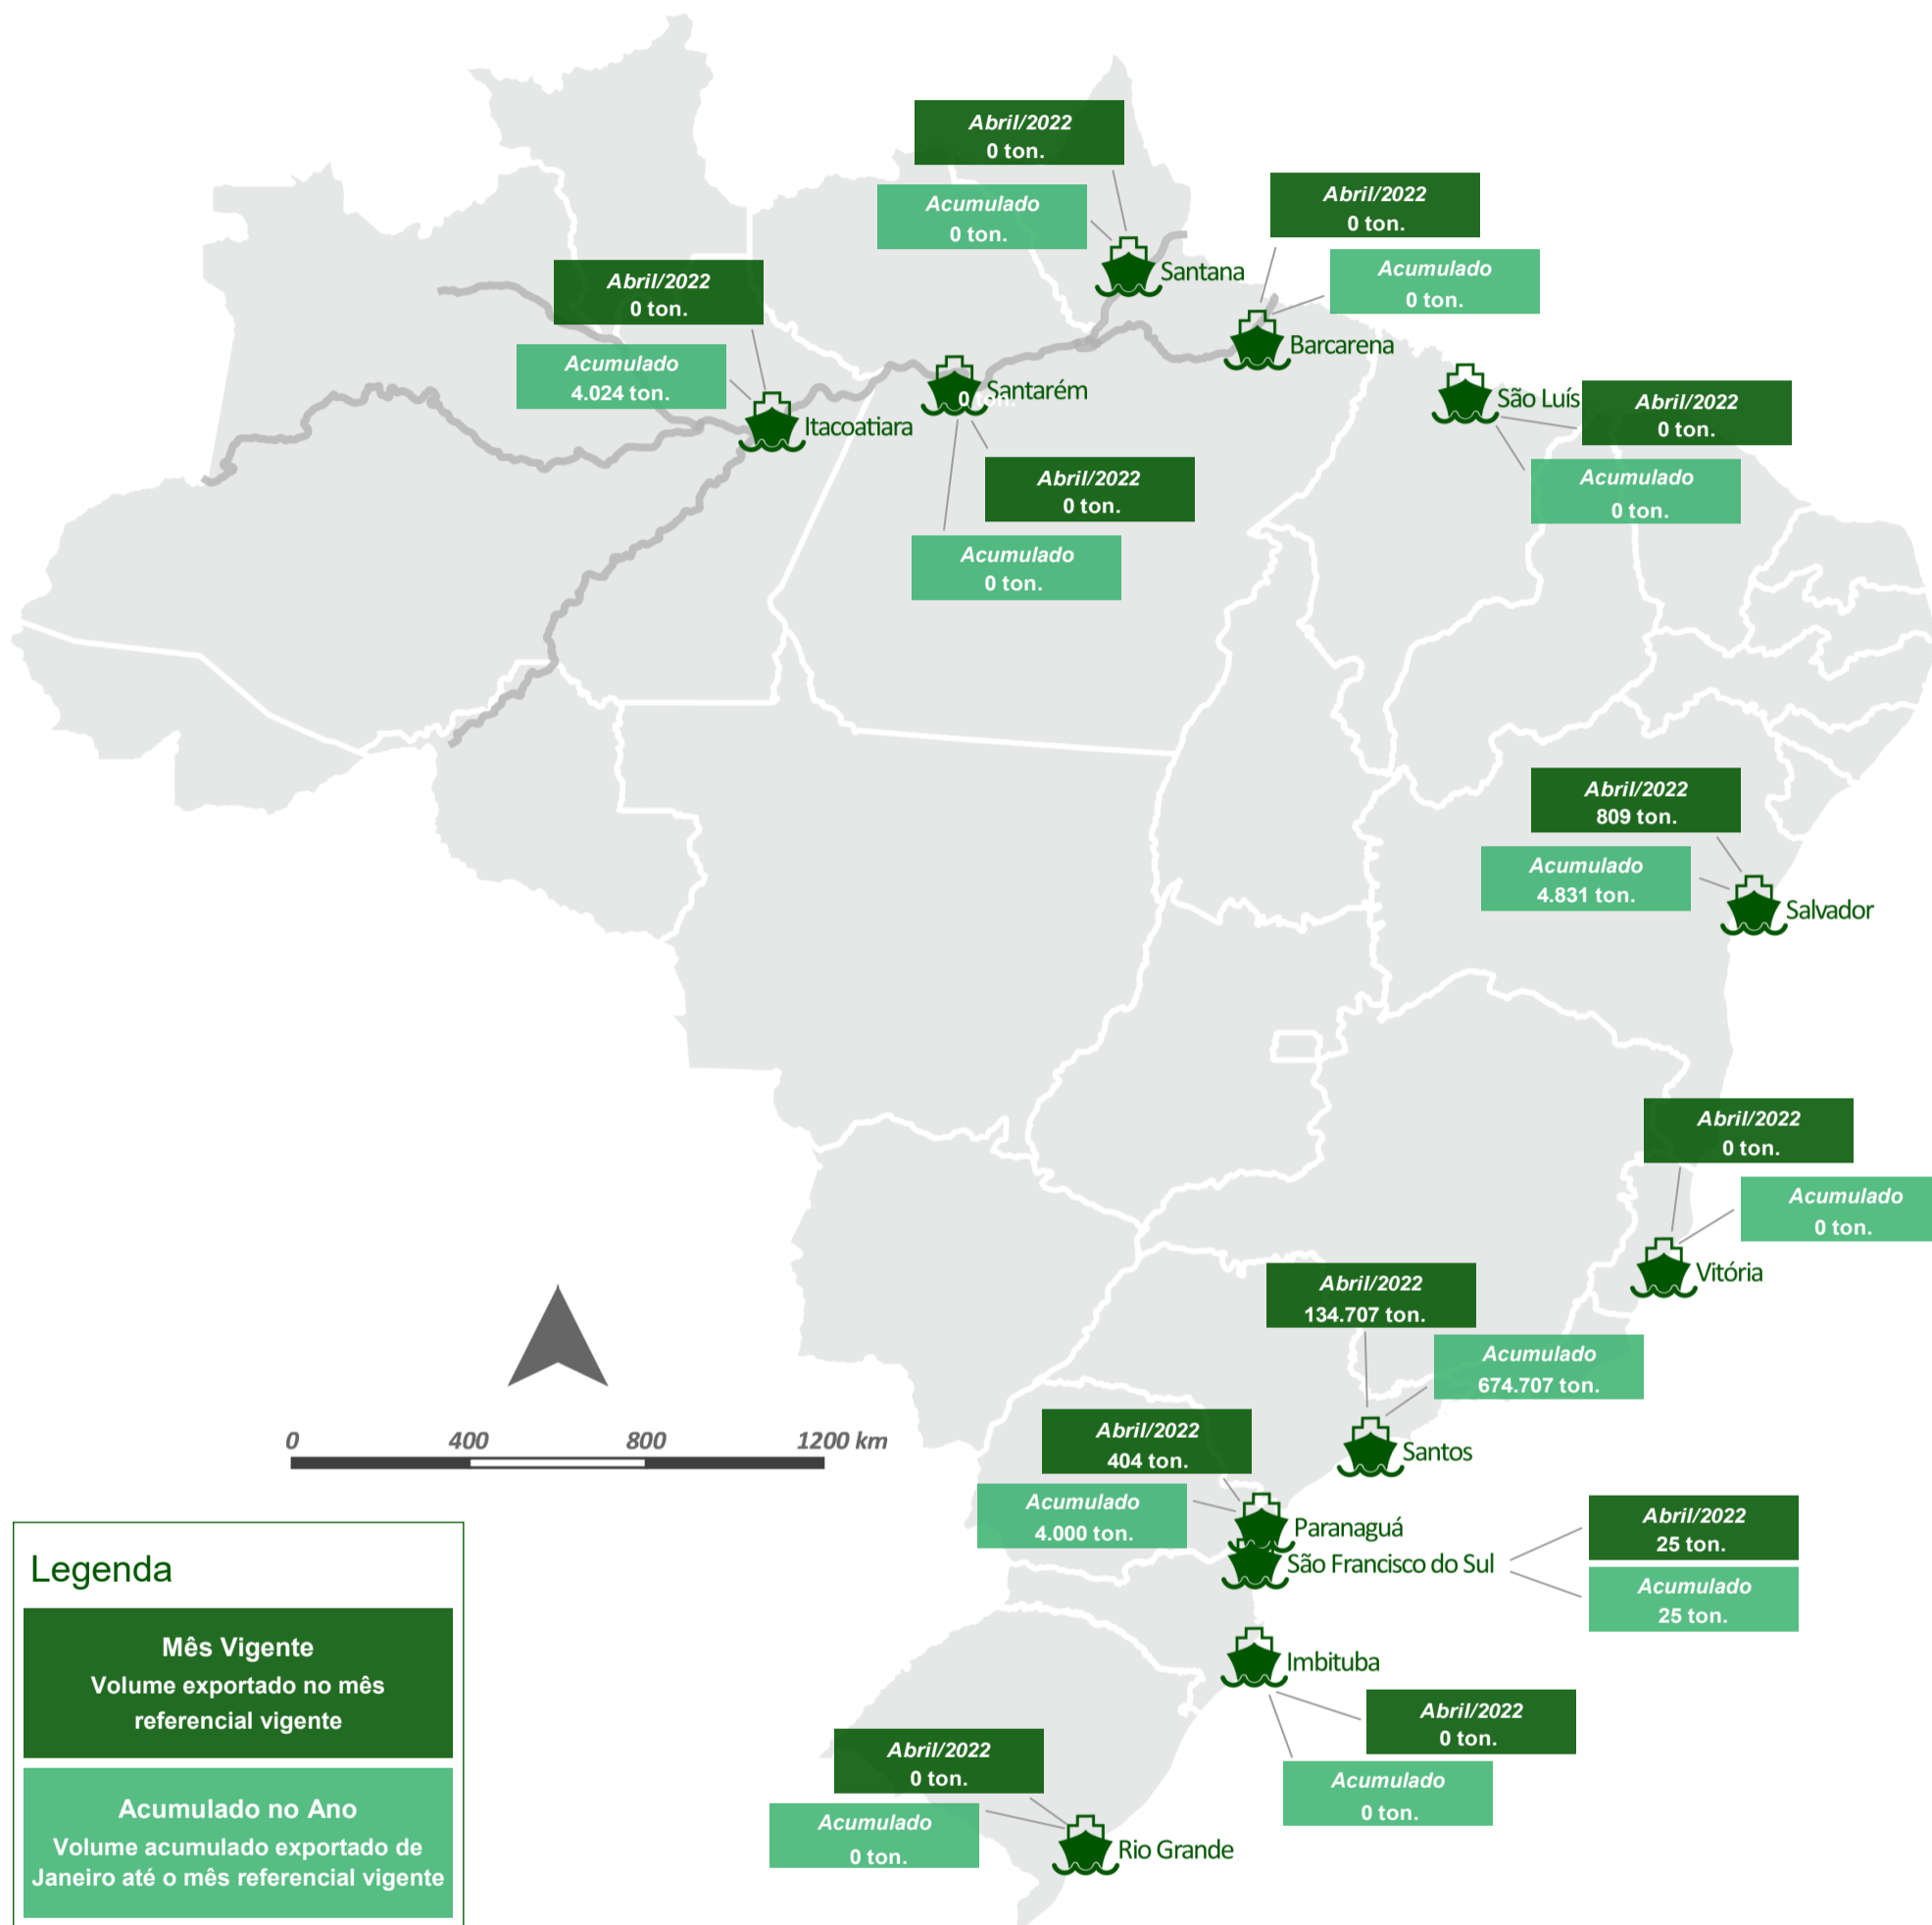 Abril/2022
0 ton.
Acumulado
0 ton.
Santana
Abril/2022
0 ton.
Acumulado
0 ton.
Barcarena
Abril/2022
0 ton.
Acumulado
4.024 ton.
Itacoatiara
Santarém
0 ton.
Abril/2022
0 ton.
Acumulado
0 ton.
São Luís
Abril/2022
0 ton.
Acumulado
0 ton.
Abril/2022
809 ton.
Acumulado
4.831 ton.
Salvador
Abril/2022
0 ton.
Acumulado
0 ton.
Vitória
Abril/2022
134.707 ton.
Acumulado
674.707 ton.
Santos
Abril/2022
404 ton.
Acumulado
4.000 ton.
Paranaguá
São Francisco do Sul
Abril/2022
25 ton.
Acumulado
25 ton.
Imbituba
Abril/2022
0 ton.
Acumulado
0 ton.
Abril/2022
0 ton.
Acumulado
0 ton.
Rio Grande
0 400 800 1200 km
Legenda
Mês Vigente
Volume exportado no mês
referencial vigente
Acumulado no Ano
Volume acumulado exportado de
Janeiro até o mês referencial vigente